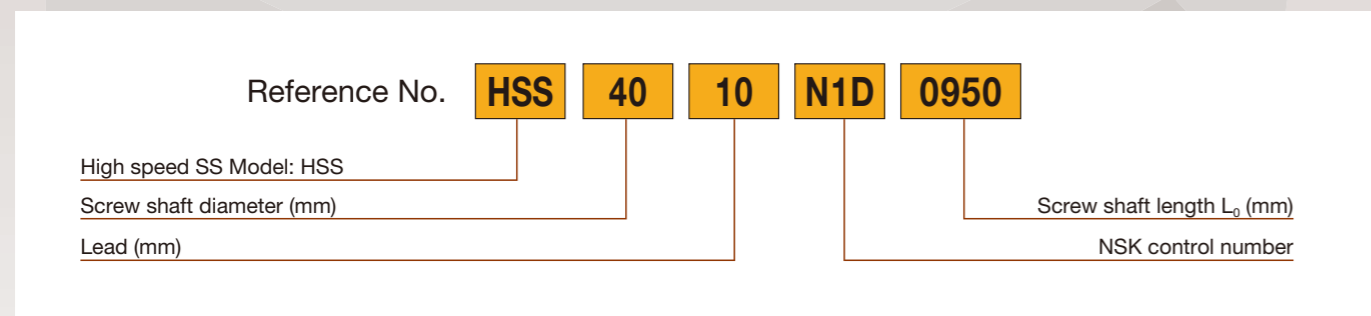 Reference No. HSS 40 10 N1D 0950
High speed SS Model: HSS
Screw shaft diameter (mm)
Screw shaft length L₀ (mm)
Lead (mm)
NSK control number